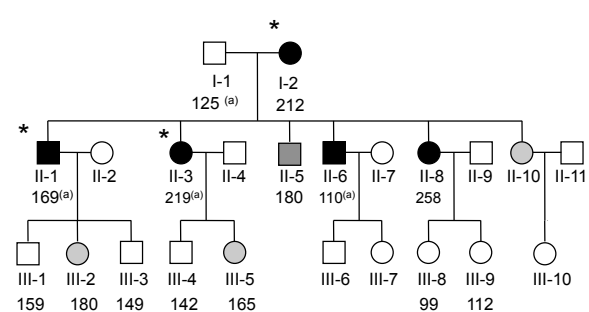 *
I-1 I-2
125 (a) 212
* *
II-1 II-2 II-3 II-4 II-5 II-6 II-7 II-8 II-9 II-10 II-11
169(a) 219(a) 180 110(a) 258
III-1 III-2 III-3 III-4 III-5 III-6 III-7 III-8 III-9 III-10
159 180 149 142 165 99 112